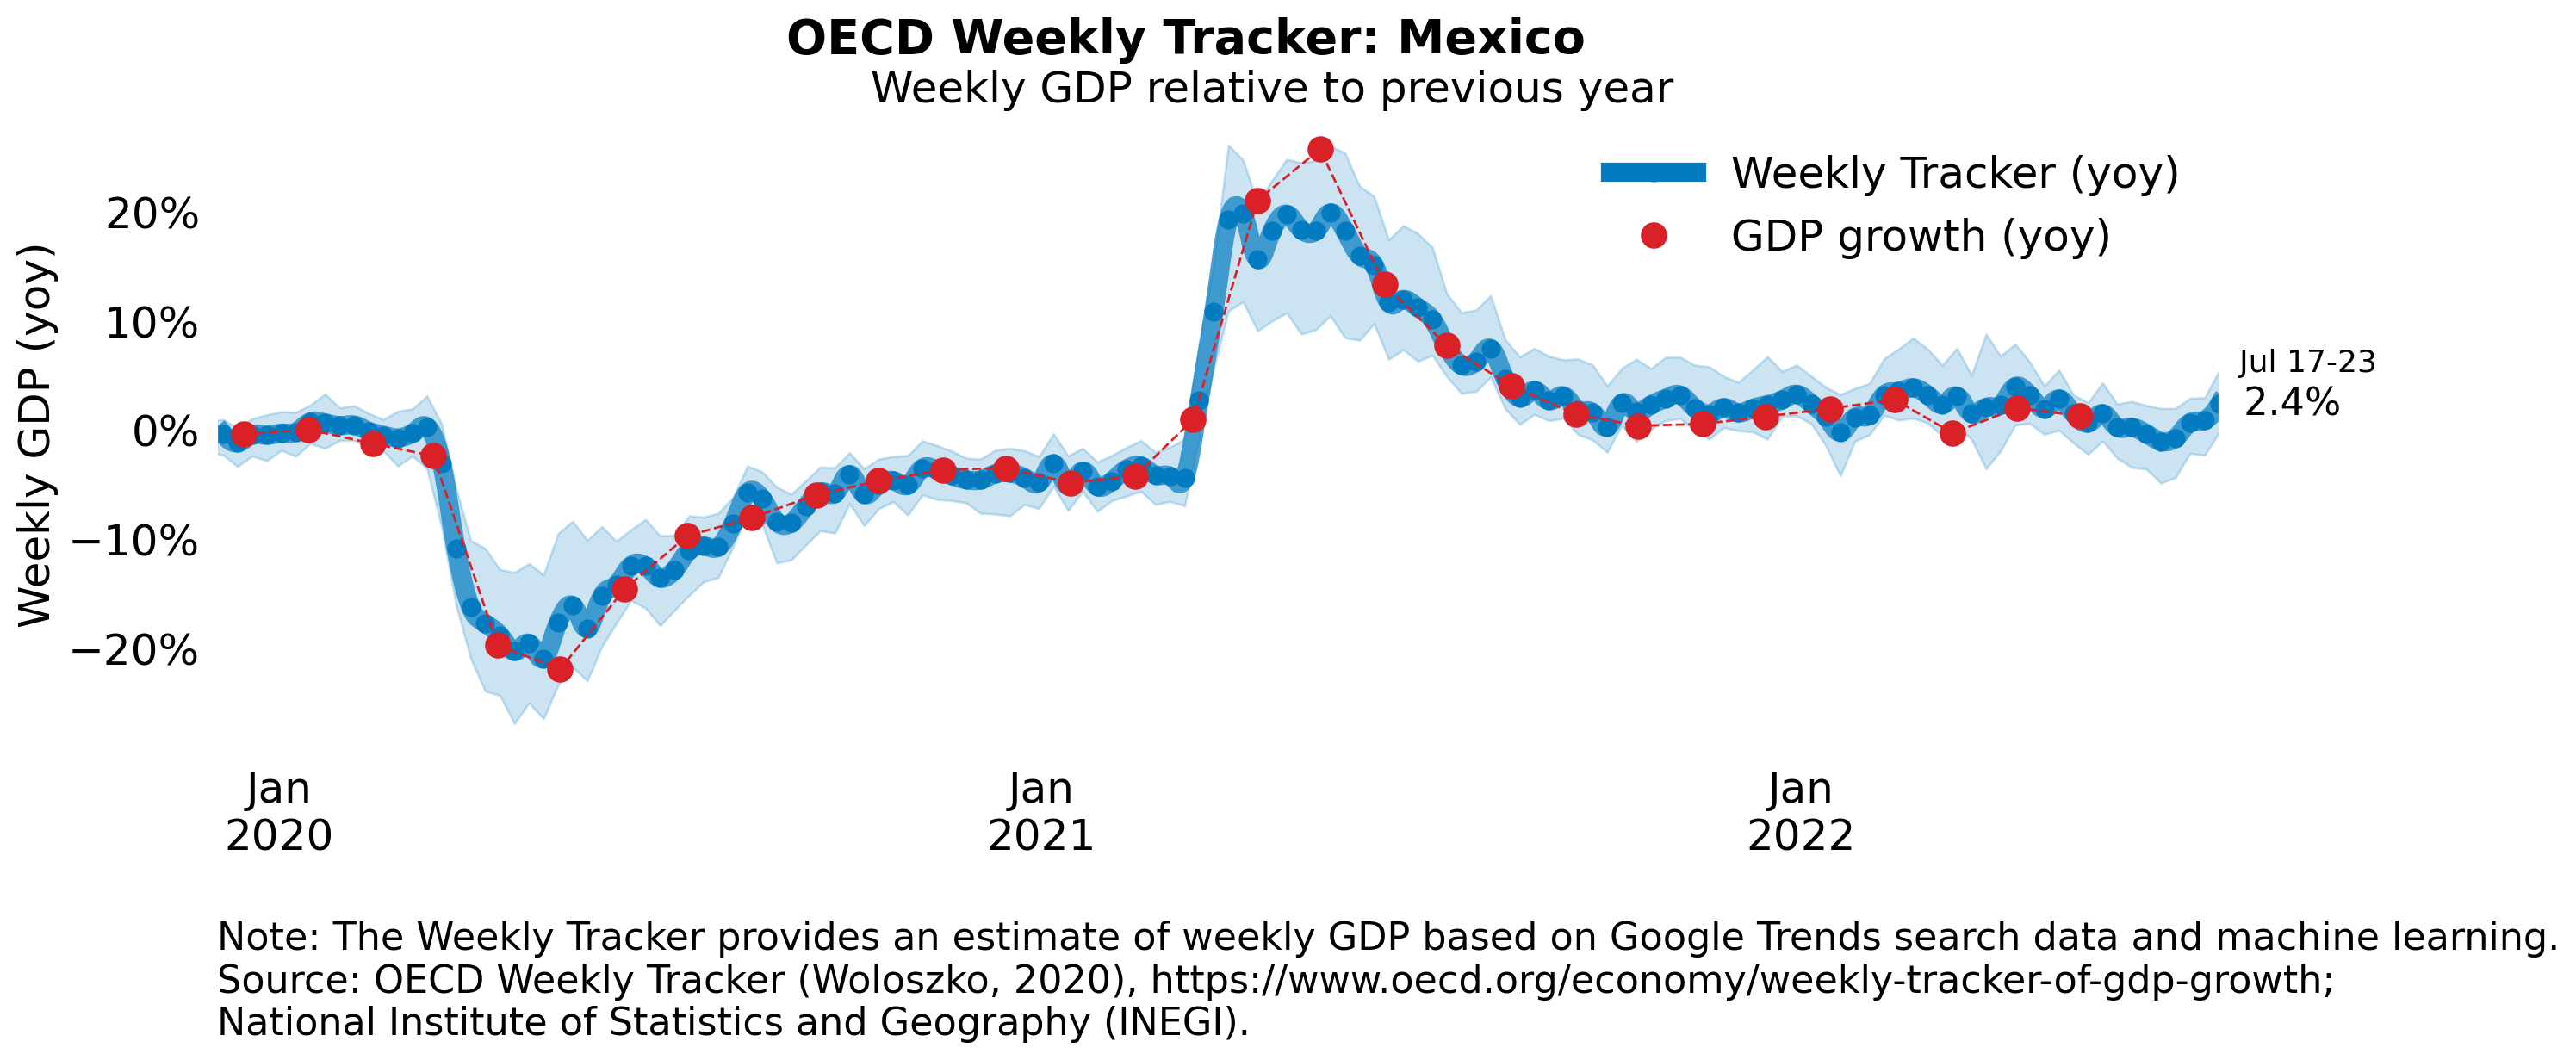 OECD Weekly Tracker: Mexico
Weekly GDP relative to previous year
Weekly Tracker (yoy)
GDP growth (yoy)
Weekly GDP (yoy)
20%
10%
0%
−10%
−20%
Jul 17-23
2.4%
Jan
2020
Jan
2021
Jan
2022
Note: The Weekly Tracker provides an estimate of weekly GDP based on Google Trends search data and machine learning.
Source: OECD Weekly Tracker (Woloszko, 2020), https://www.oecd.org/economy/weekly-tracker-of-gdp-growth;
National Institute of Statistics and Geography (INEGI).